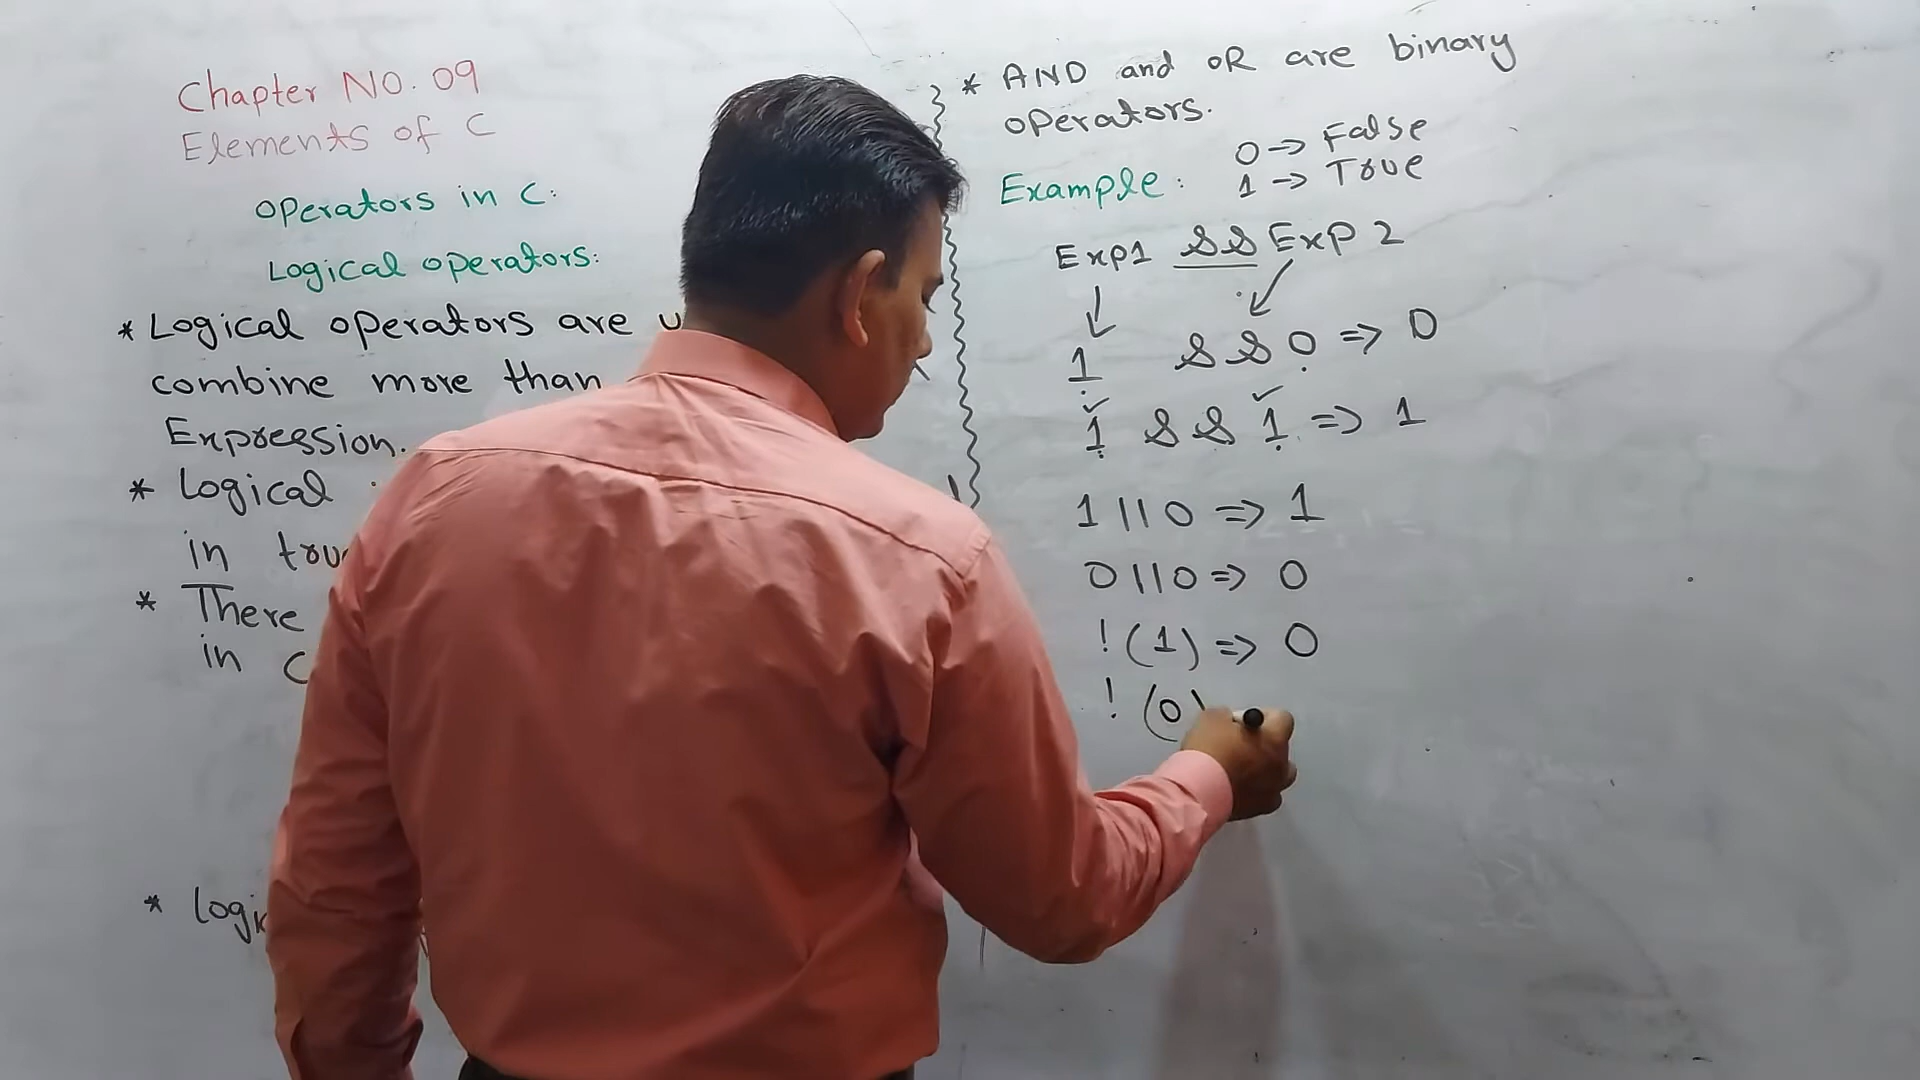 Chapter NO. 09
Elements of C
Operators in C:
Logical operators:
* Logical operators are
combine more than
Expression.
* Logical
in
* There
in C
*
* AND and OR are binary
operators.
0 -> False
Example: 1 -> True
Exp1 && Exp 2
1 && 0 => 0
1 && 1 => 1
1 || 0 => 1
0 || 0 => 0
! (1) => 0
! (0)